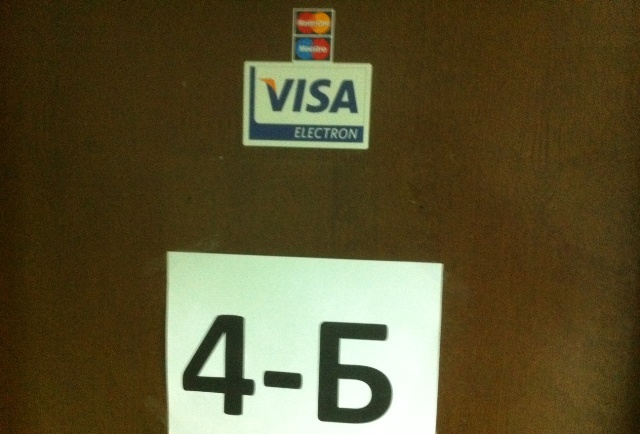 MasterCard
Maestro
VISA
ELECTRON
4-Б